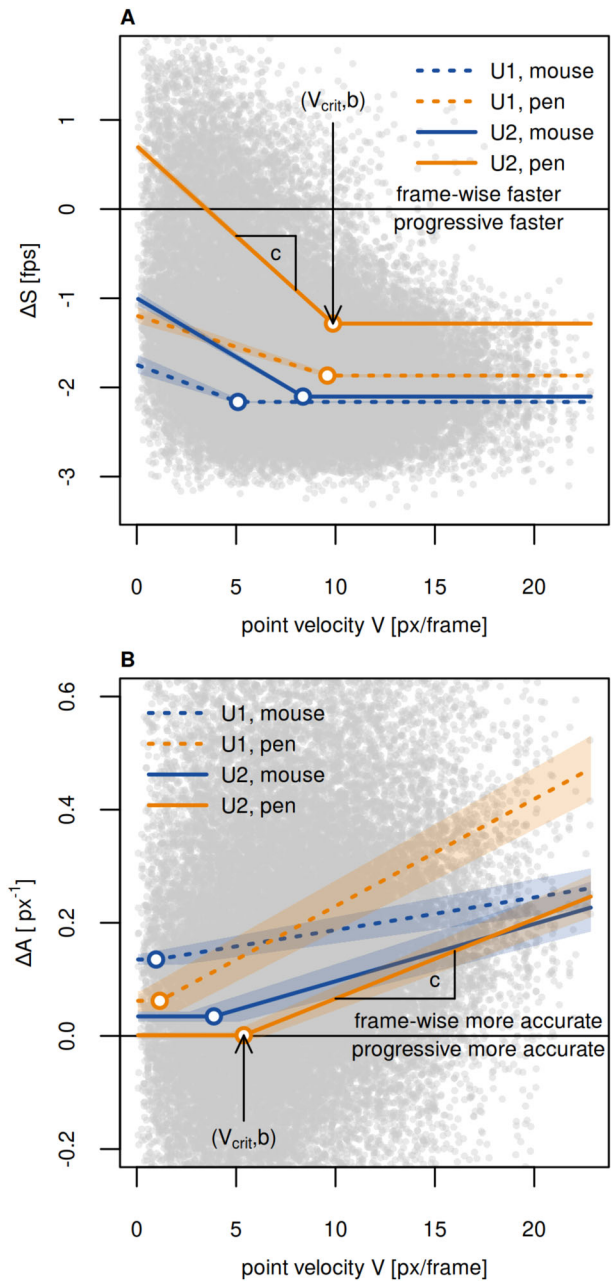 A
U1, mouse
U1, pen
U2, mouse
U2, pen
(Vcrit,b)
frame-wise faster
progressive faster
c
1
0
-1
-2
-3
ΔS [fps]
0 5 10 15 20
point velocity V [px/frame]
B
U1, mouse
U1, pen
U2, mouse
U2, pen
0.6
0.4
0.2
0.0
-0.2
ΔA [ px-1]
c
frame-wise more accurate
progressive more accurate
(Vcrit,b)
0 5 10 15 20
point velocity V [px/frame]